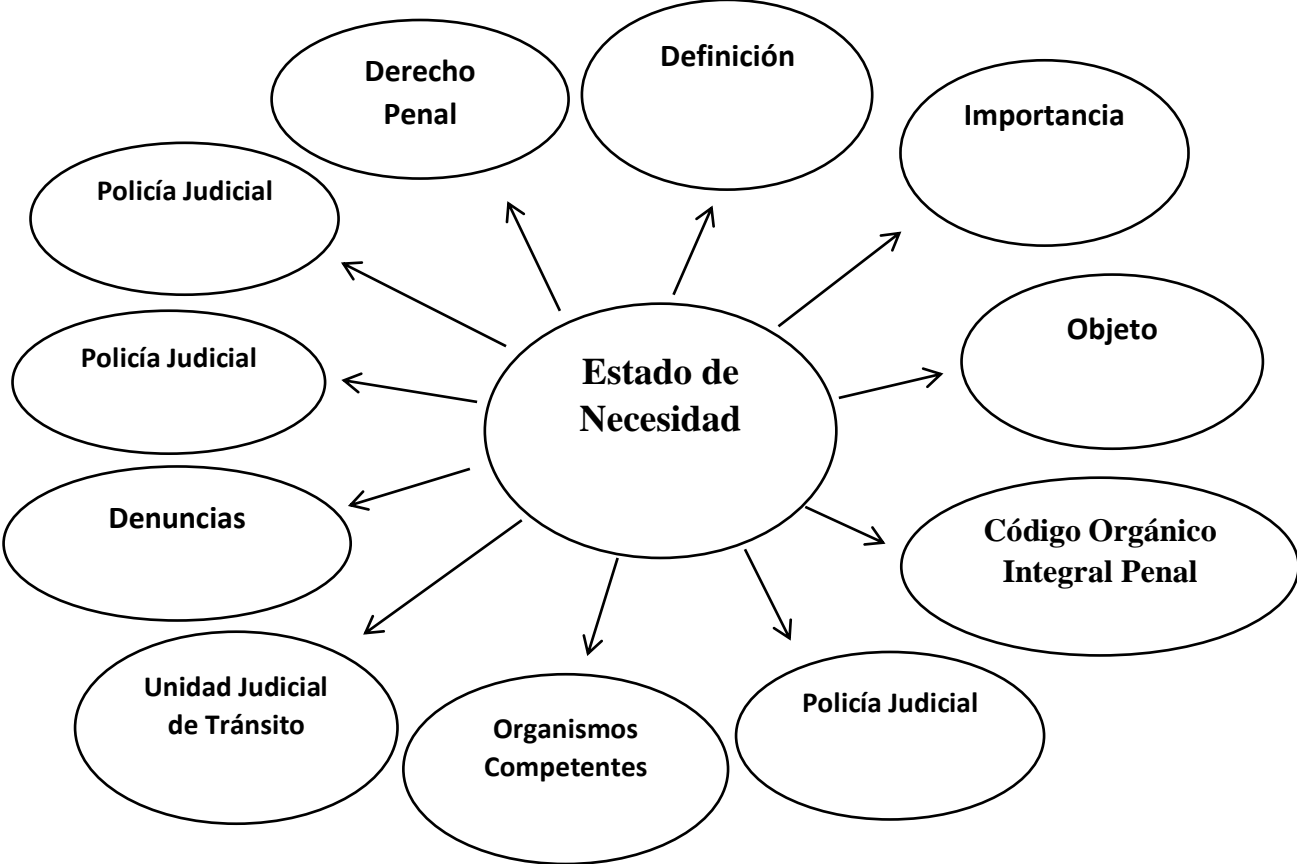 Definición
Derecho
Penal
Importancia
Policía Judicial
Objeto
Policía Judicial
Estado de
Necesidad
Denuncias
Código Orgánico
Integral Penal
Unidad Judicial
de Tránsito
Policía Judicial
Organismos
Competentes